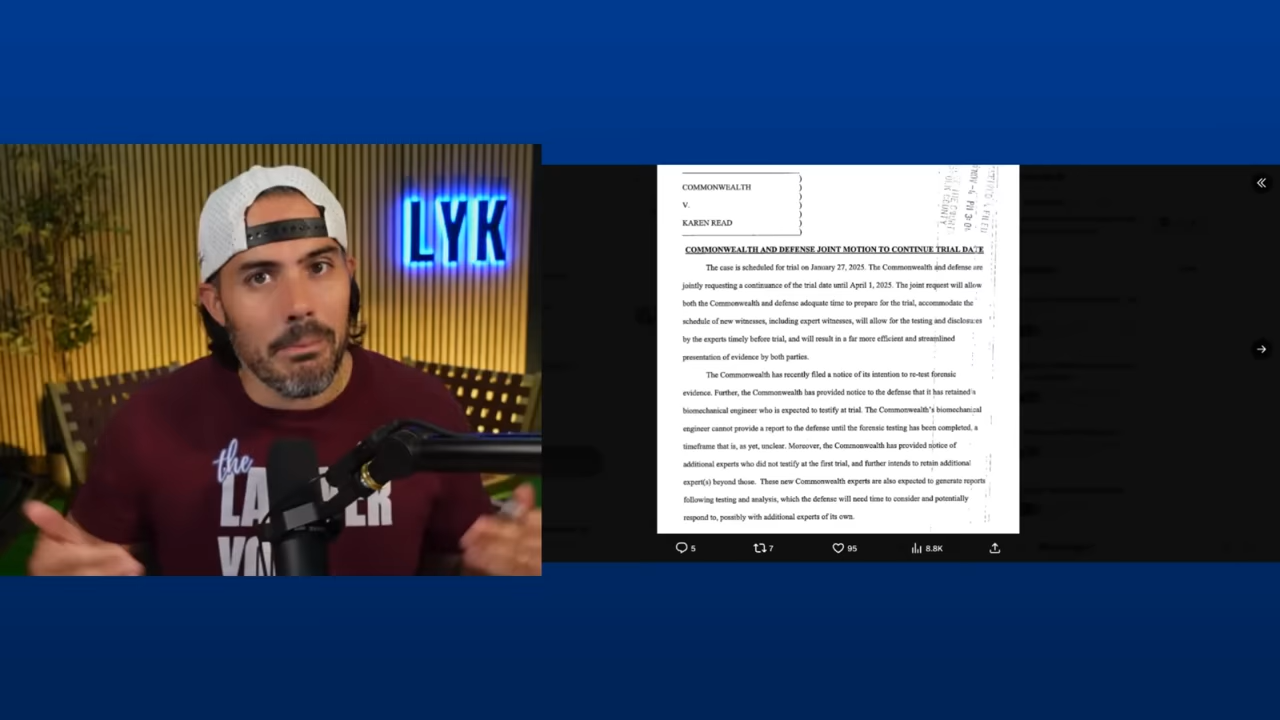 LYK
the
LAWYER
YOU
COMMONWEALTH
V.
KAREN READ
COMMONWEALTH AND DEFENSE JOINT MOTION TO CONTINUE TRIAL DATE
The case is scheduled for trial on January 27, 2025. The Commonwealth and defense are
jointly requesting a continuance of the trial date until April 1, 2025. The joint request will allow
both the Commonwealth and defense adequate time to prepare for the trial, accommodate the
schedule of new witnesses, including expert witnesses, will allow for the testing and disclosures
by the experts timely before trial, and will result in a far more efficient and streamlined
presentation of evidence by both parties.
The Commonwealth has recently filed a notice of its intention to re-test forensic
evidence. Further, the Commonwealth has provided notice to the defense that it has retained a
biomechanical engineer who is expected to testify at trial. The Commonwealth's biomechanical
engineer cannot provide a report to the defense until the forensic testing has been completed, a
timeframe that is, as yet, unclear. Moreover, the Commonwealth has provided notice of
additional experts who did not testify at the first trial, and further intends to retain additional
expert(s) beyond those. These new Commonwealth experts are also expected to generate reports
following testing and analysis, which the defense will need time to consider and potentially
respond to, possibly with additional experts of its own.
5 7 95 8.8K